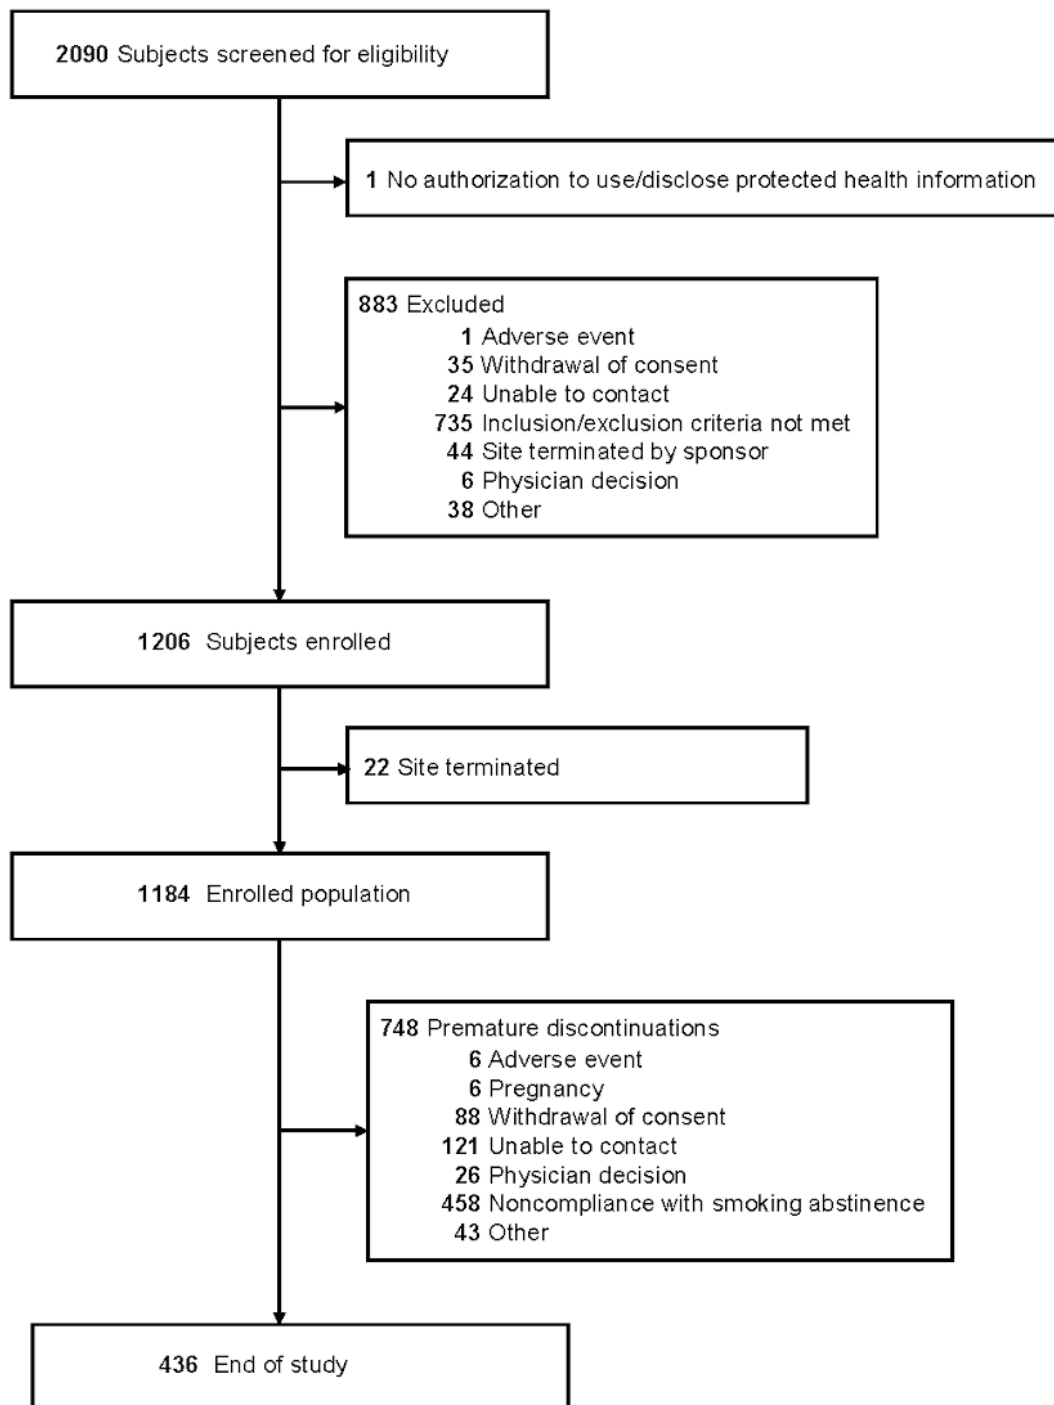 2090 Subjects screened for eligibility
1 No authorization to use/disclose protected health information
883 Excluded
1 Adverse event
35 Withdrawal of consent
24 Unable to contact
735 Inclusion/exclusion criteria not met
44 Site terminated by sponsor
6 Physician decision
38 Other
1206 Subjects enrolled
22 Site terminated
1184 Enrolled population
748 Premature discontinuations
6 Adverse event
6 Pregnancy
88 Withdrawal of consent
121 Unable to contact
26 Physician decision
458 Noncompliance with smoking abstinence
43 Other
436 End of study